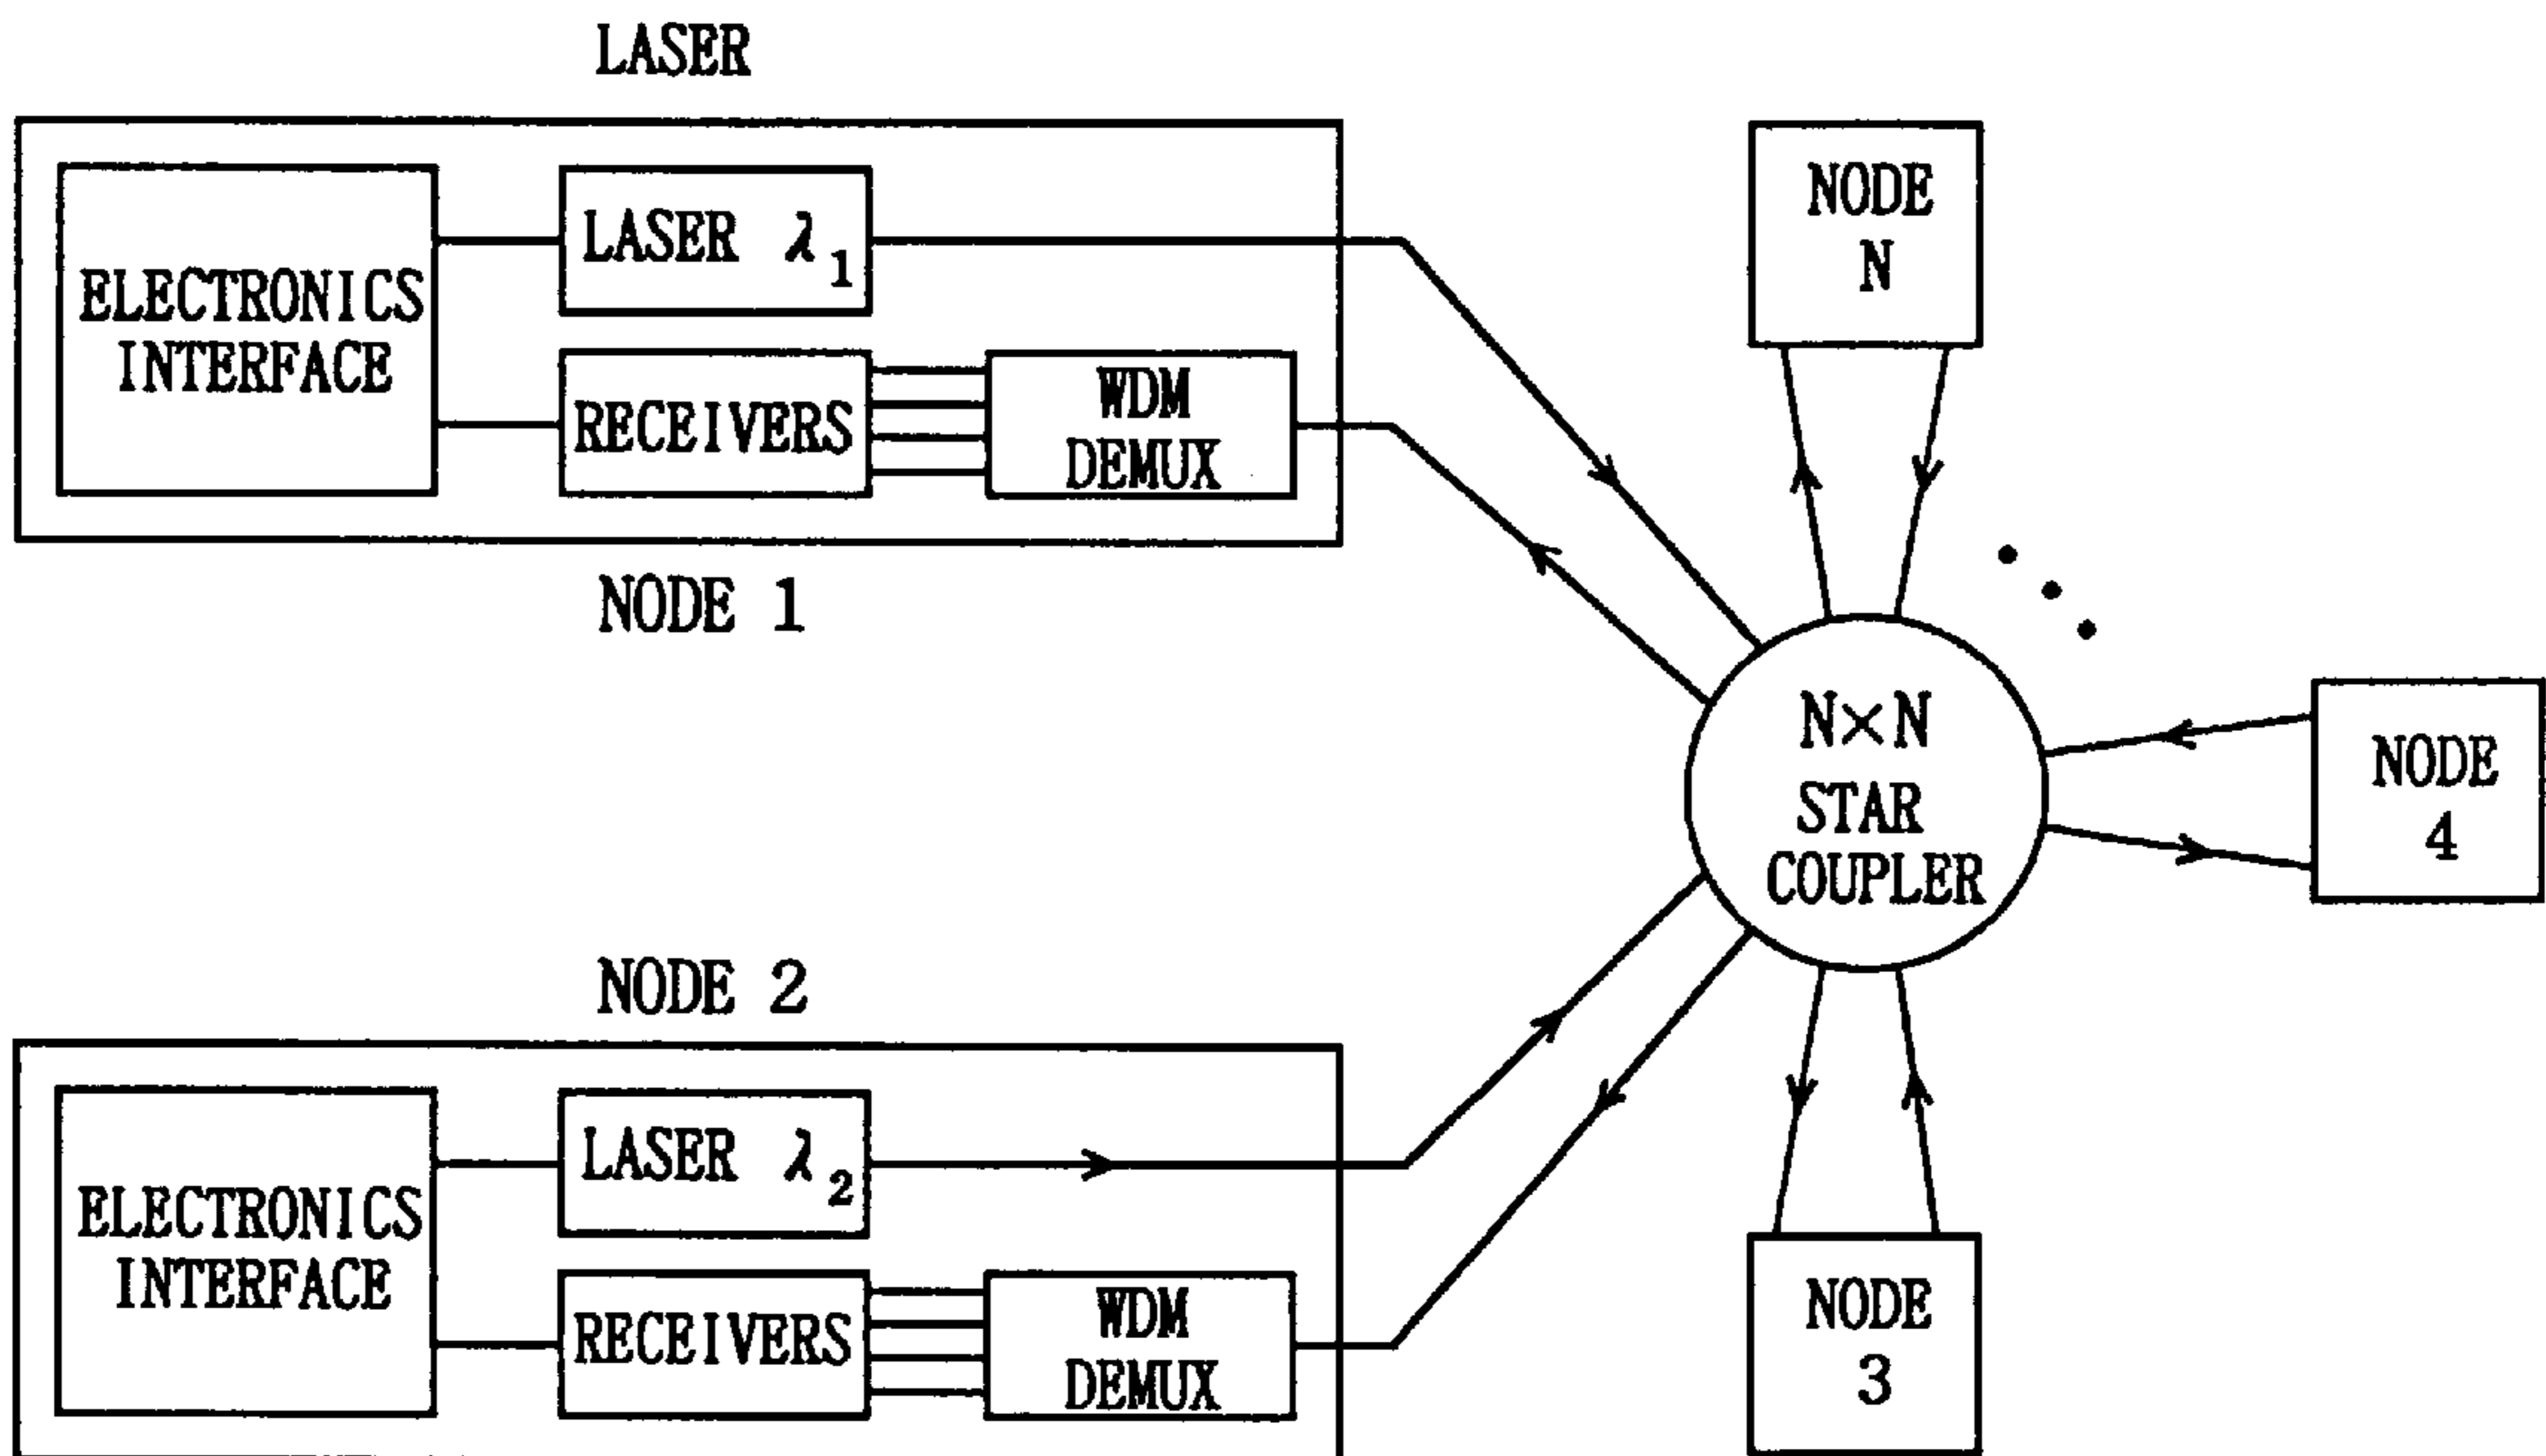 LASER
ELECTRONICS
INTERFACE
LASER λ1
RECEIVERS
WDM
DEMUX
NODE 1
NODE
N
N×N
STAR
COUPLER
NODE
4
NODE 2
ELECTRONICS
INTERFACE
LASER λ2
RECEIVERS
WDM
DEMUX
NODE
3